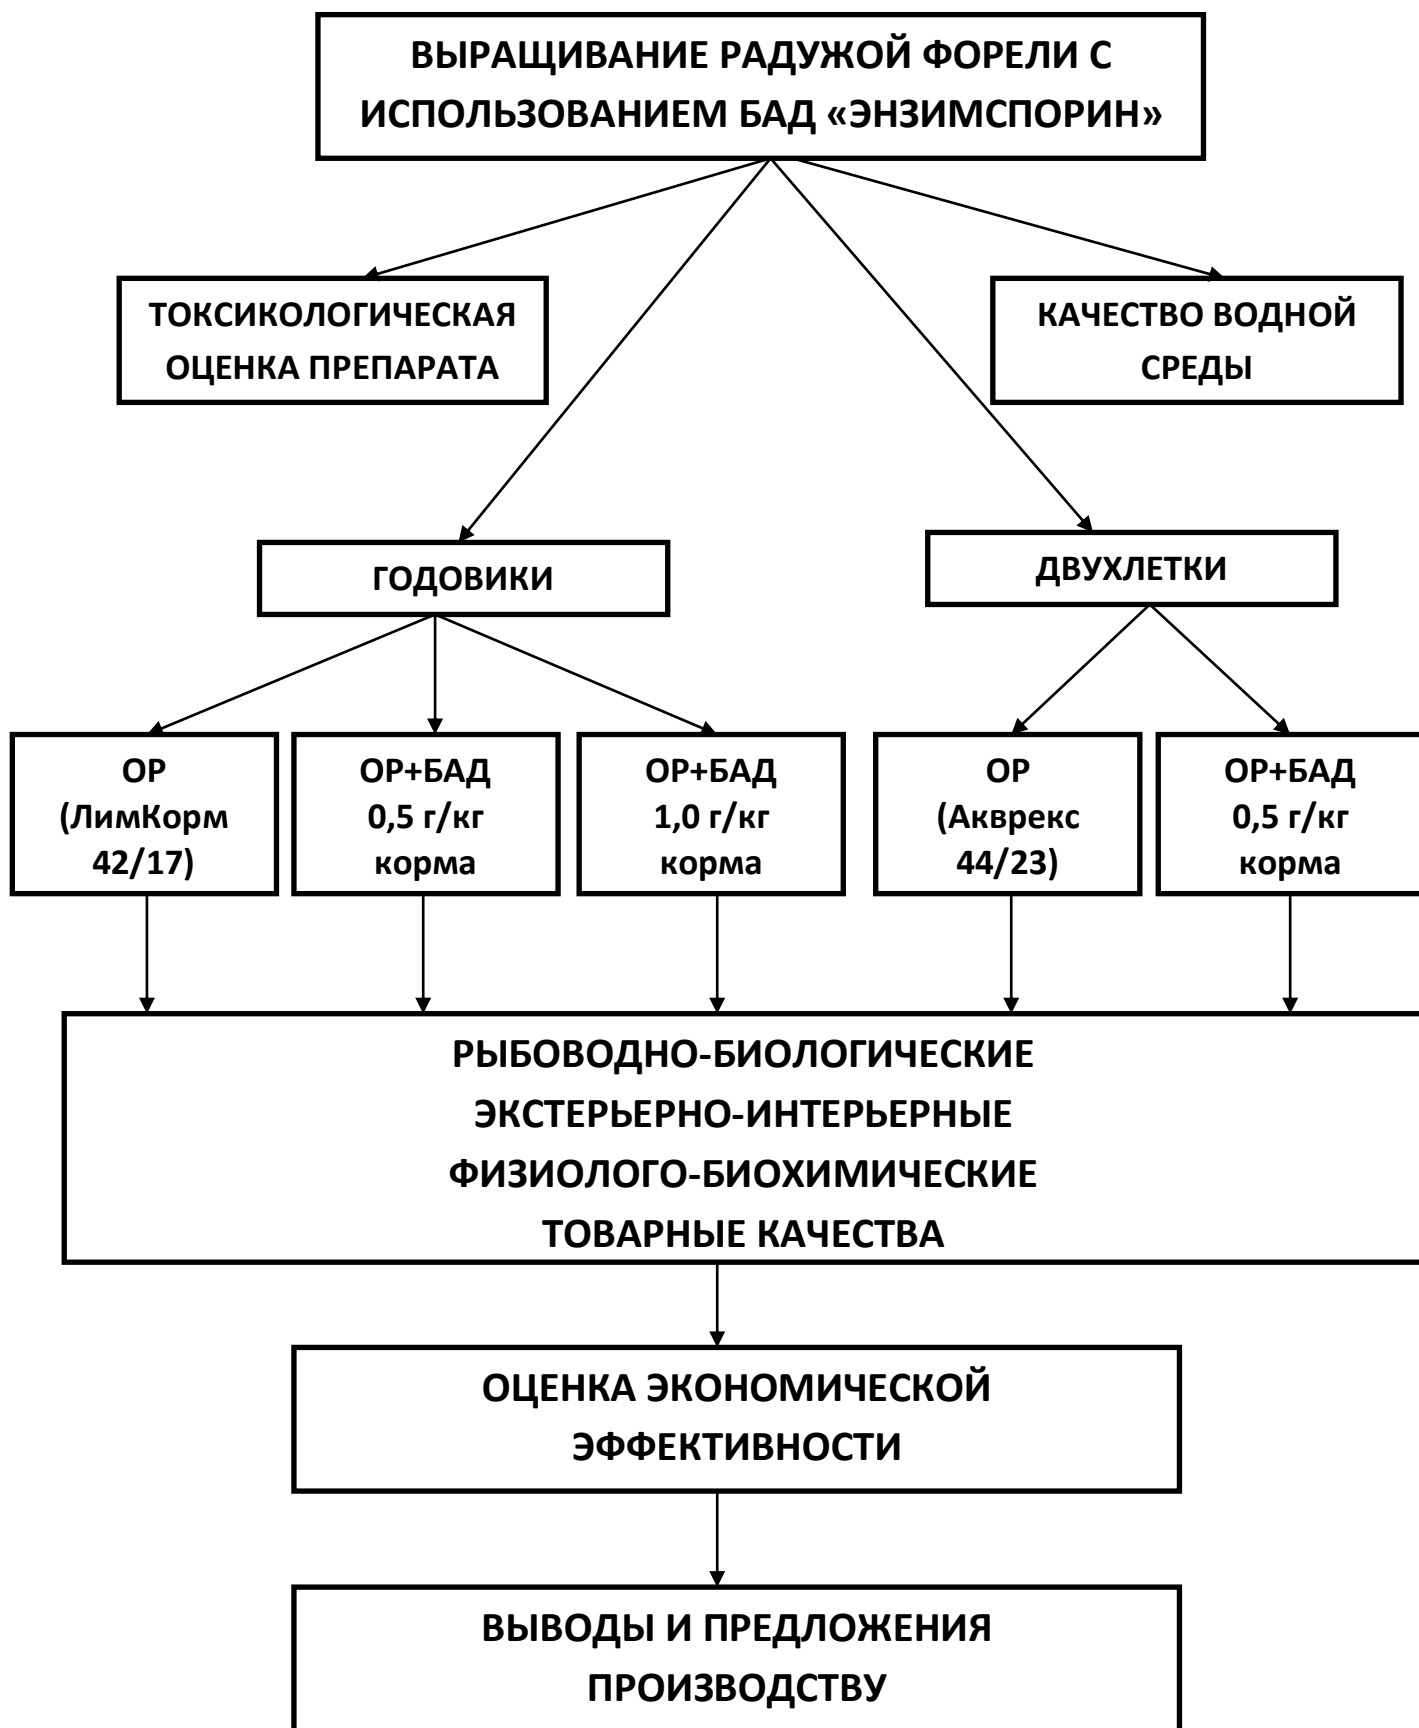 ВЫРАЩИВАНИЕ РАДУЖОЙ ФОРЕЛИ С
ИСПОЛЬЗОВАНИЕМ БАД «ЭНЗИМСПОРИН»
ТОКСИКОЛОГИЧЕСКАЯ
ОЦЕНКА ПРЕПАРАТА
КАЧЕСТВО ВОДНОЙ
СРЕДЫ
ГОДОВИКИ
ДВУХЛЕТКИ
ОР
(ЛимКорм
42/17)
ОР+БАД
0,5 г/кг
корма
ОР+БАД
1,0 г/кг
корма
ОР
(Акврекс
44/23)
ОР+БАД
0,5 г/кг
корма
РЫБОВОДНО-БИОЛОГИЧЕСКИЕ
ЭКСТЕРЬЕРНО-ИНТЕРЬЕРНЫЕ
ФИЗИОЛОГО-БИОХИМИЧЕСКИЕ
ТОВАРНЫЕ КАЧЕСТВА
ОЦЕНКА ЭКОНОМИЧЕСКОЙ
ЭФФЕКТИВНОСТИ
ВЫВОДЫ И ПРЕДЛОЖЕНИЯ
ПРОИЗВОДСТВУ